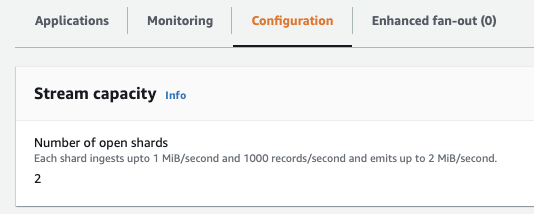 Applications Monitoring Configuration Enhanced fan-out (0)
Stream capacity Info
Number of open shards
Each shard ingests upto 1 MiB/second and 1000 records/second and emits up to 2 MiB/second.
2